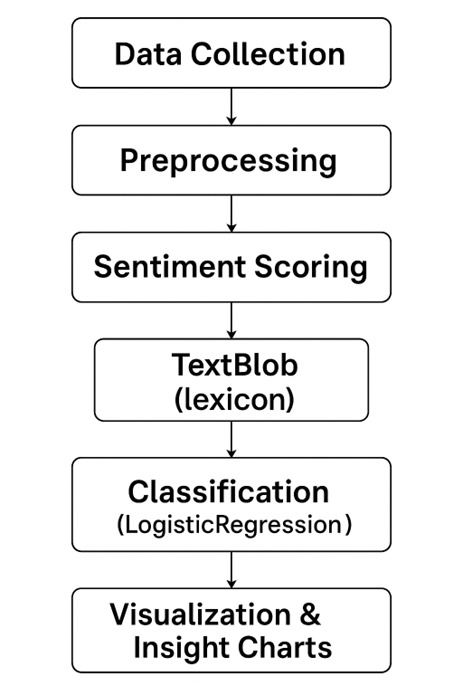 Data Collection
Preprocessing
Sentiment Scoring
TextBlob
(lexicon)
Classification
(LogisticRegression)
Visualization &
Insight Charts